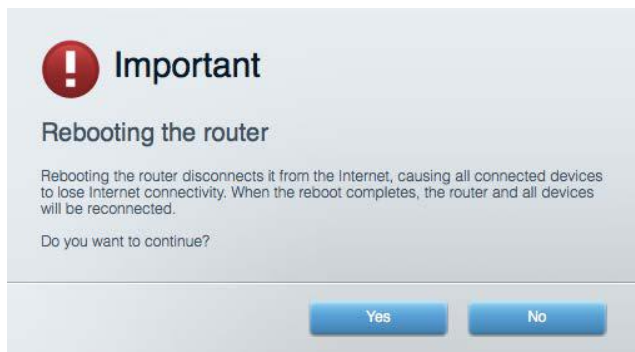 Important
Rebooting the router
Rebooting the router disconnects it from the Internet, causing all connected devices
to lose Internet connectivity. When the reboot completes, the router and all devices
will be reconnected.
Do you want to continue?
Yes No